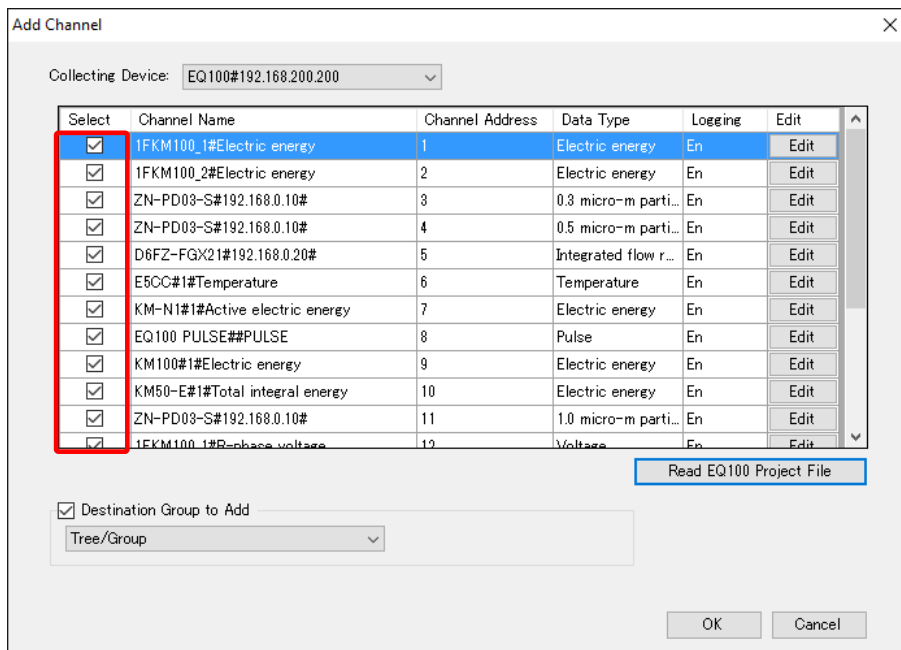 Add Channel
Collecting Device: EQ100#192.168.200.200
Select Channel Name Channel Address Data Type Logging Edit
1FKM100_1#Electric energy 1 Electric energy En Edit
1FKM100_2#Electric energy 2 Electric energy En Edit
ZN-PD03-S#192.168.0.10# 3 0.3 micro-m parti... En Edit
ZN-PD03-S#192.168.0.10# 4 0.5 micro-m parti... En Edit
D6FZ-FGX21#192.168.0.20# 5 Integrated flow r... En Edit
E5CC#1#Temperature 6 Temperature En Edit
KM-N1#1#Active electric energy 7 Electric energy En Edit
EQ100 PULSE##PULSE 8 Pulse En Edit
KM100#1#Electric energy 9 Electric energy En Edit
KM50-E#1#Total integral energy 10 Electric energy En Edit
ZN-PD03-S#192.168.0.10# 11 1.0 micro-m parti... En Edit
1FKM100_1#R-phase voltage 12 Voltage En Edit
Read EQ100 Project File
Destination Group to Add
Tree/Group
OK Cancel